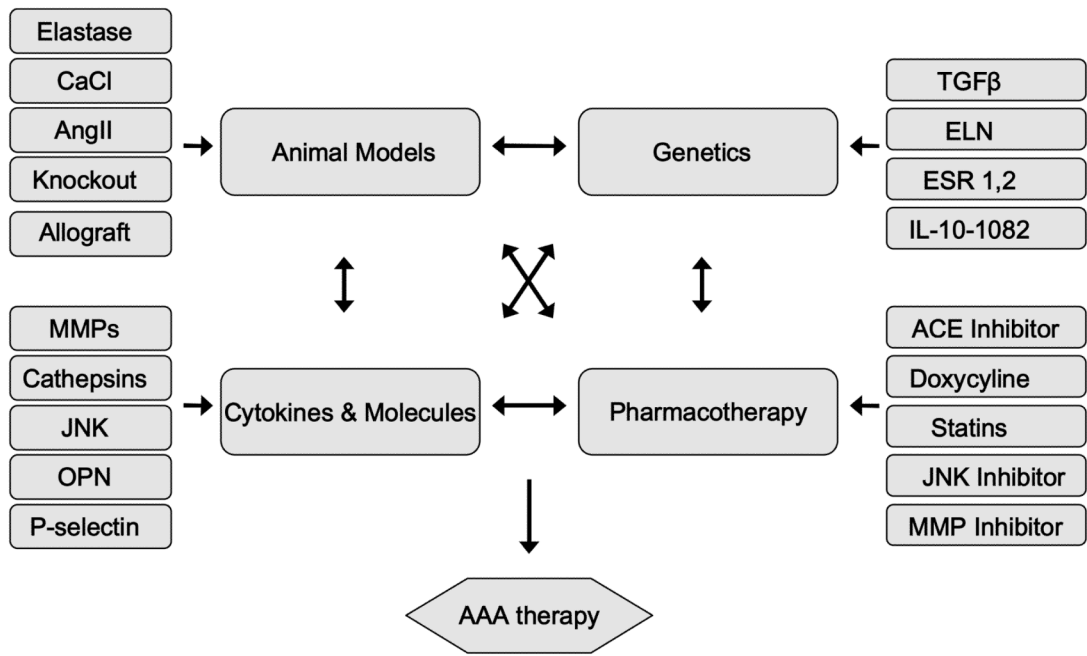 Elastase
CaCl
AngII
Knockout
Allograft
Animal Models
Genetics
TGFβ
ELN
ESR 1,2
IL-10-1082
MMPs
Cathepsins
JNK
OPN
P-selectin
Cytokines & Molecules
Pharmacotherapy
ACE Inhibitor
Doxycyline
Statins
JNK Inhibitor
MMP Inhibitor
AAA therapy